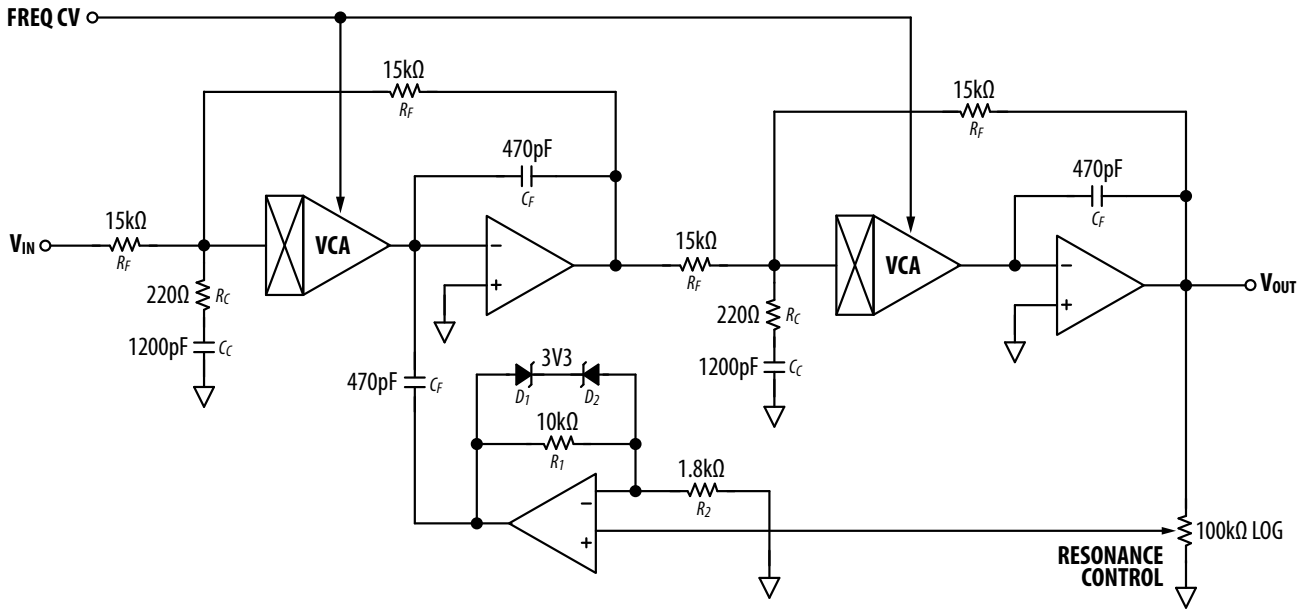 FREQ CV
15kΩ
RF
15kΩ
RF
470pF
CF
470pF
CF
15kΩ
RF
VIN
VCA
−
+
15kΩ
RF
VCA
−
+
VOUT
220Ω RC
1200pF CC
220Ω RC
1200pF CC
470pF CF
3V3
D1 D2
10kΩ
R1
1.8kΩ
R2
−
+
100kΩ LOG
RESONANCE
CONTROL